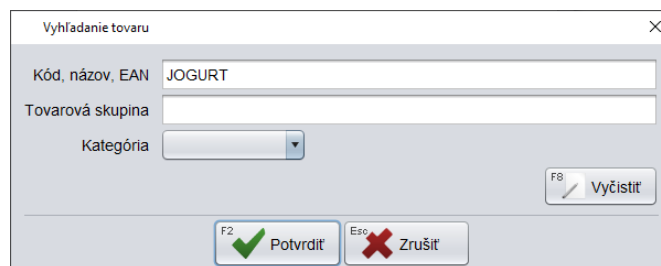 Vyhľadanie tovaru
Kód, názov, EAN JOGURT
Tovarová skupina
Kategória
F8 Vyčistiť
F2 Potvrdiť Esc Zrušiť